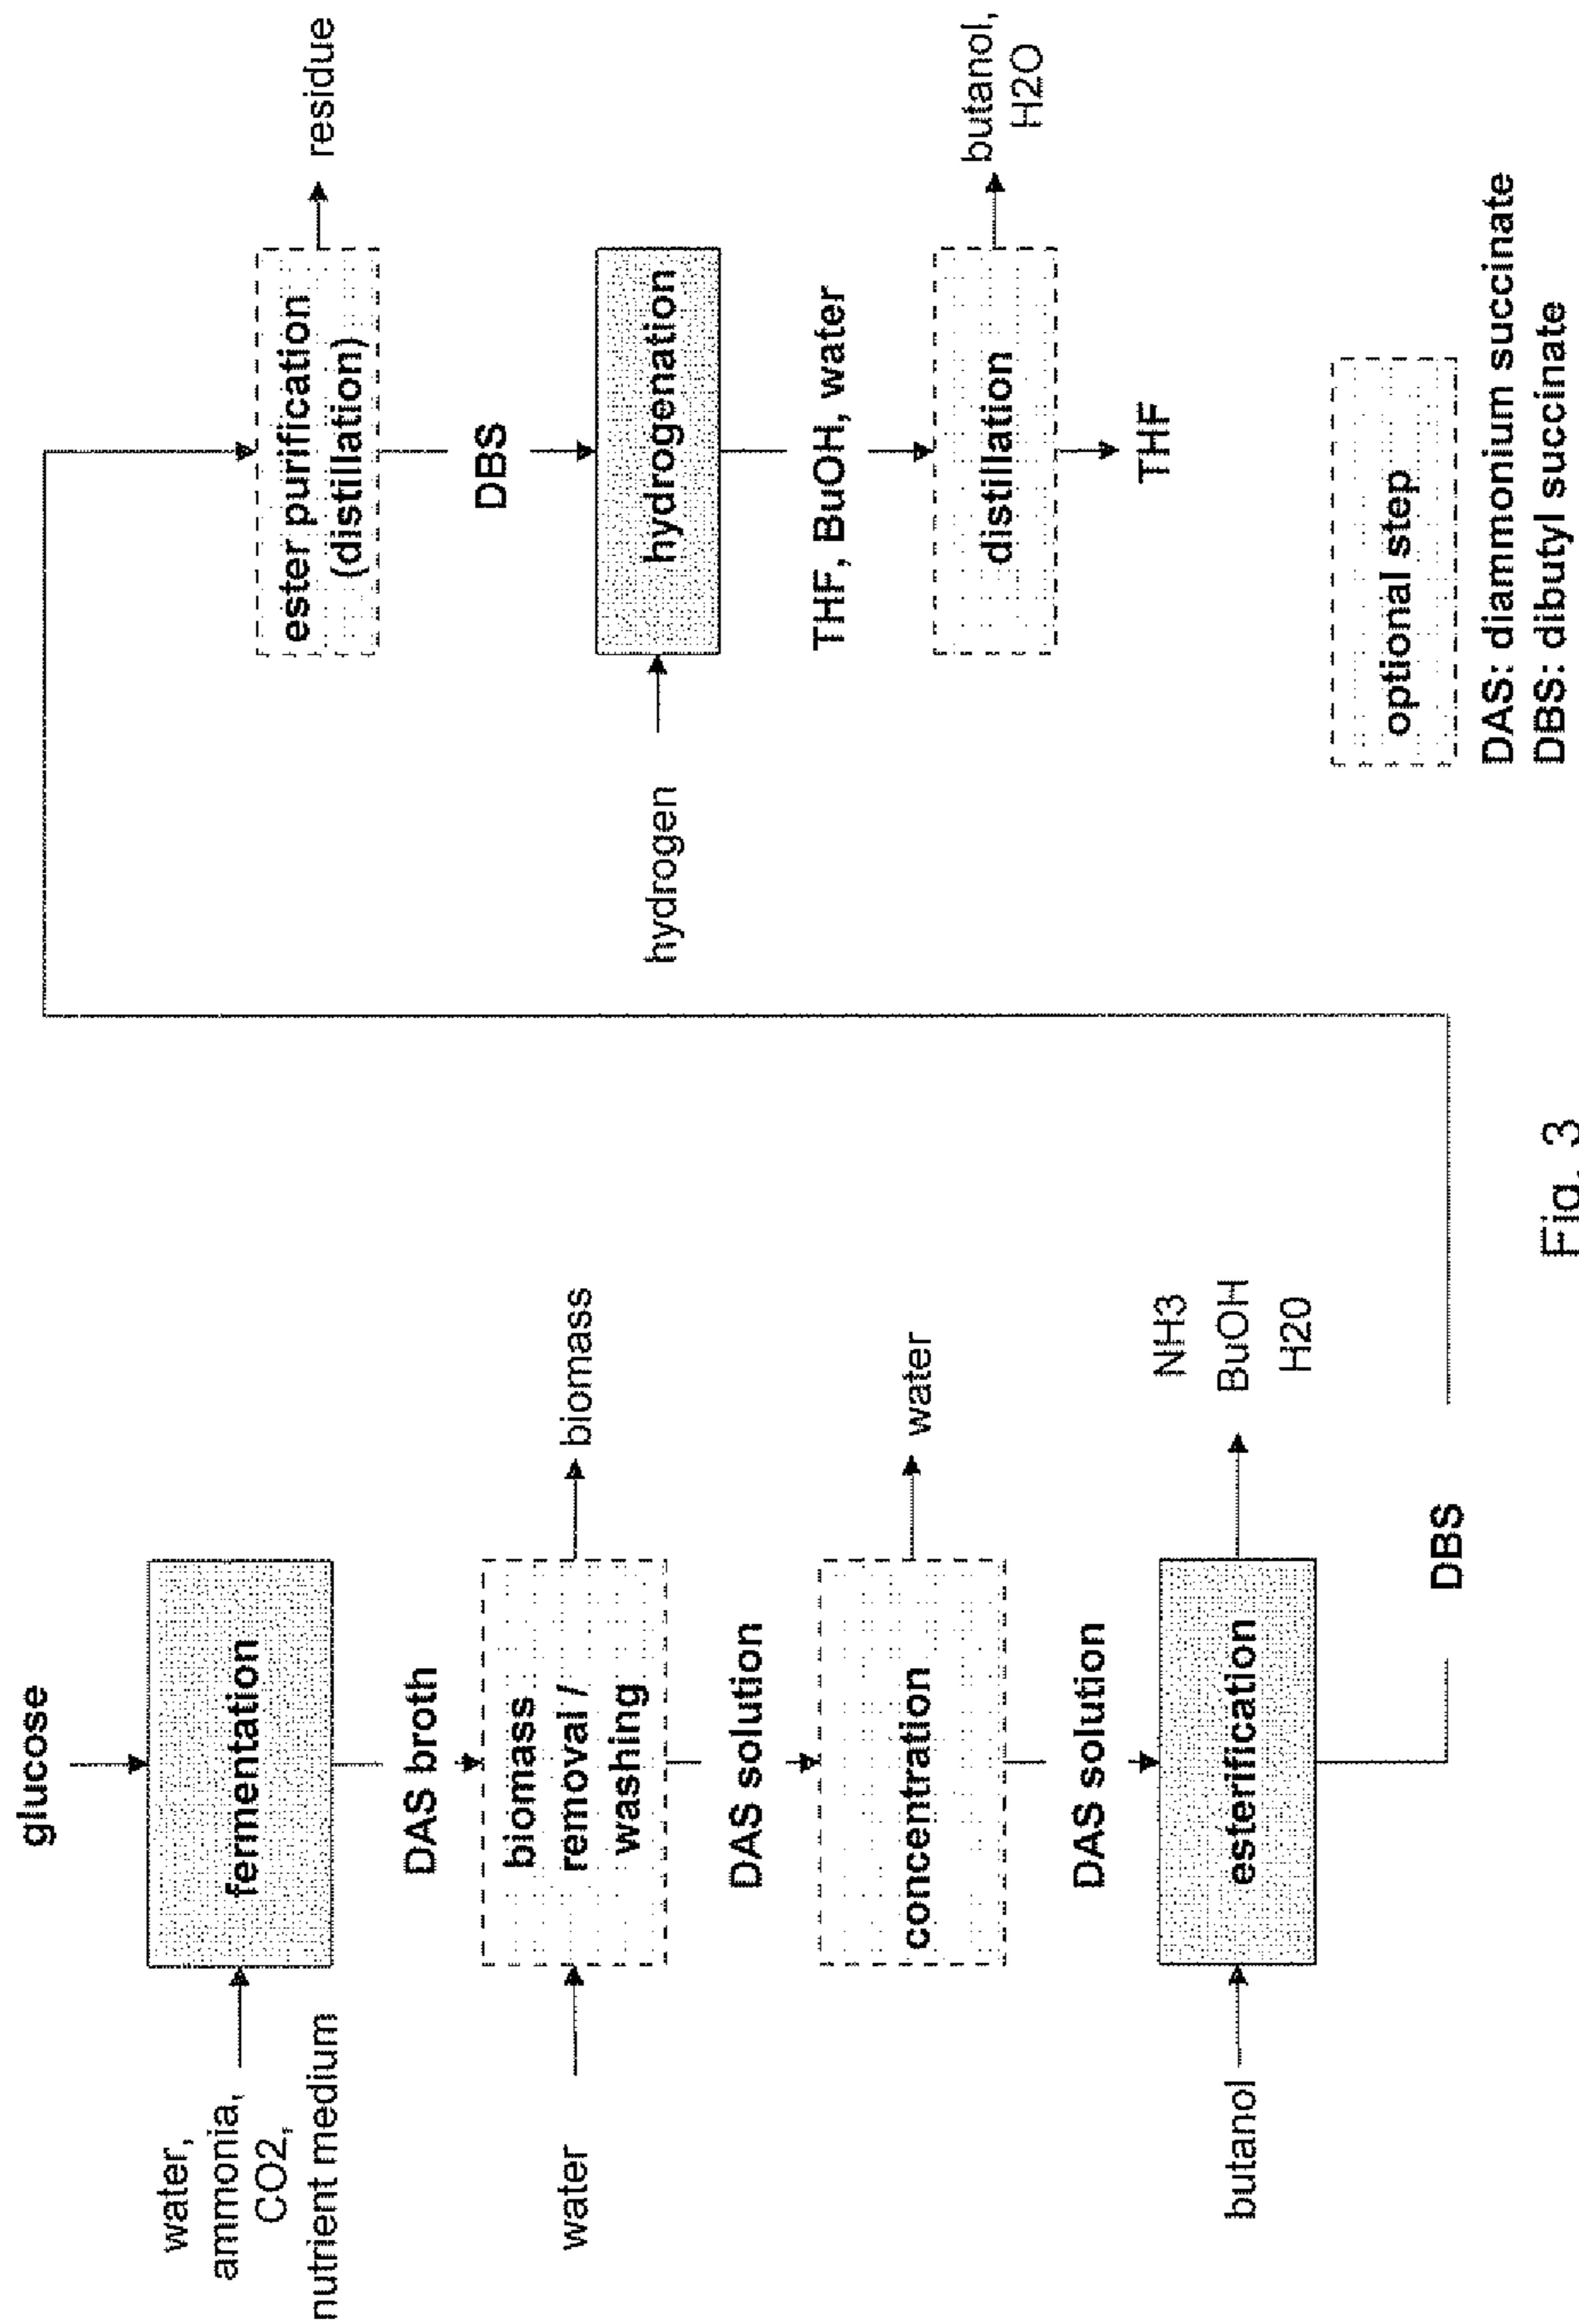 glucose
water,
ammonia,
CO2,
nutrient medium
fermentation
DAS broth
water
biomass
removal /
washing
biomass
DAS solution
concentration
water
DAS solution
butanol
esterification
NH3
BuOH
H20
DBS
ester purification
(distillation)
residue
DBS
hydrogen
hydrogenation
THF, BuOH, water
distillation
butanol,
H2O
THF
optional step
DAS: diammonium succinate
DBS: dibutyl succinate
Fig. 3